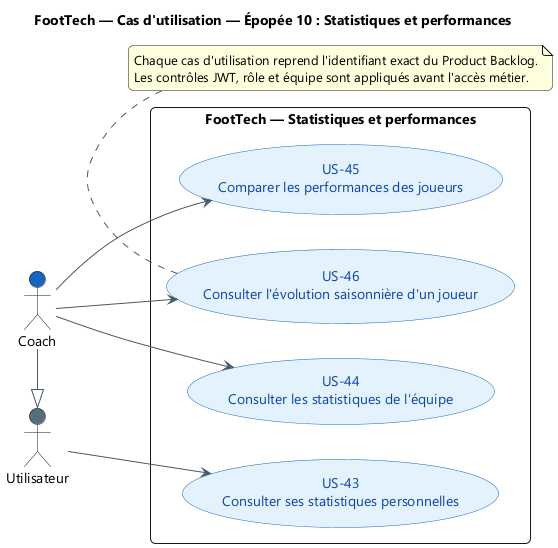 FootTech — Cas d'utilisation — Épopée 10 : Statistiques et performances
Chaque cas d'utilisation reprend l'identifiant exact du Product Backlog.
Les contrôles JWT, rôle et équipe sont appliqués avant l'accès métier.
FootTech — Statistiques et performances
US-45
Comparer les performances des joueurs
US-46
Consulter l'évolution saisonnière d'un joueur
Coach
US-44
Consulter les statistiques de l'équipe
Utilisateur
US-43
Consulter ses statistiques personnelles